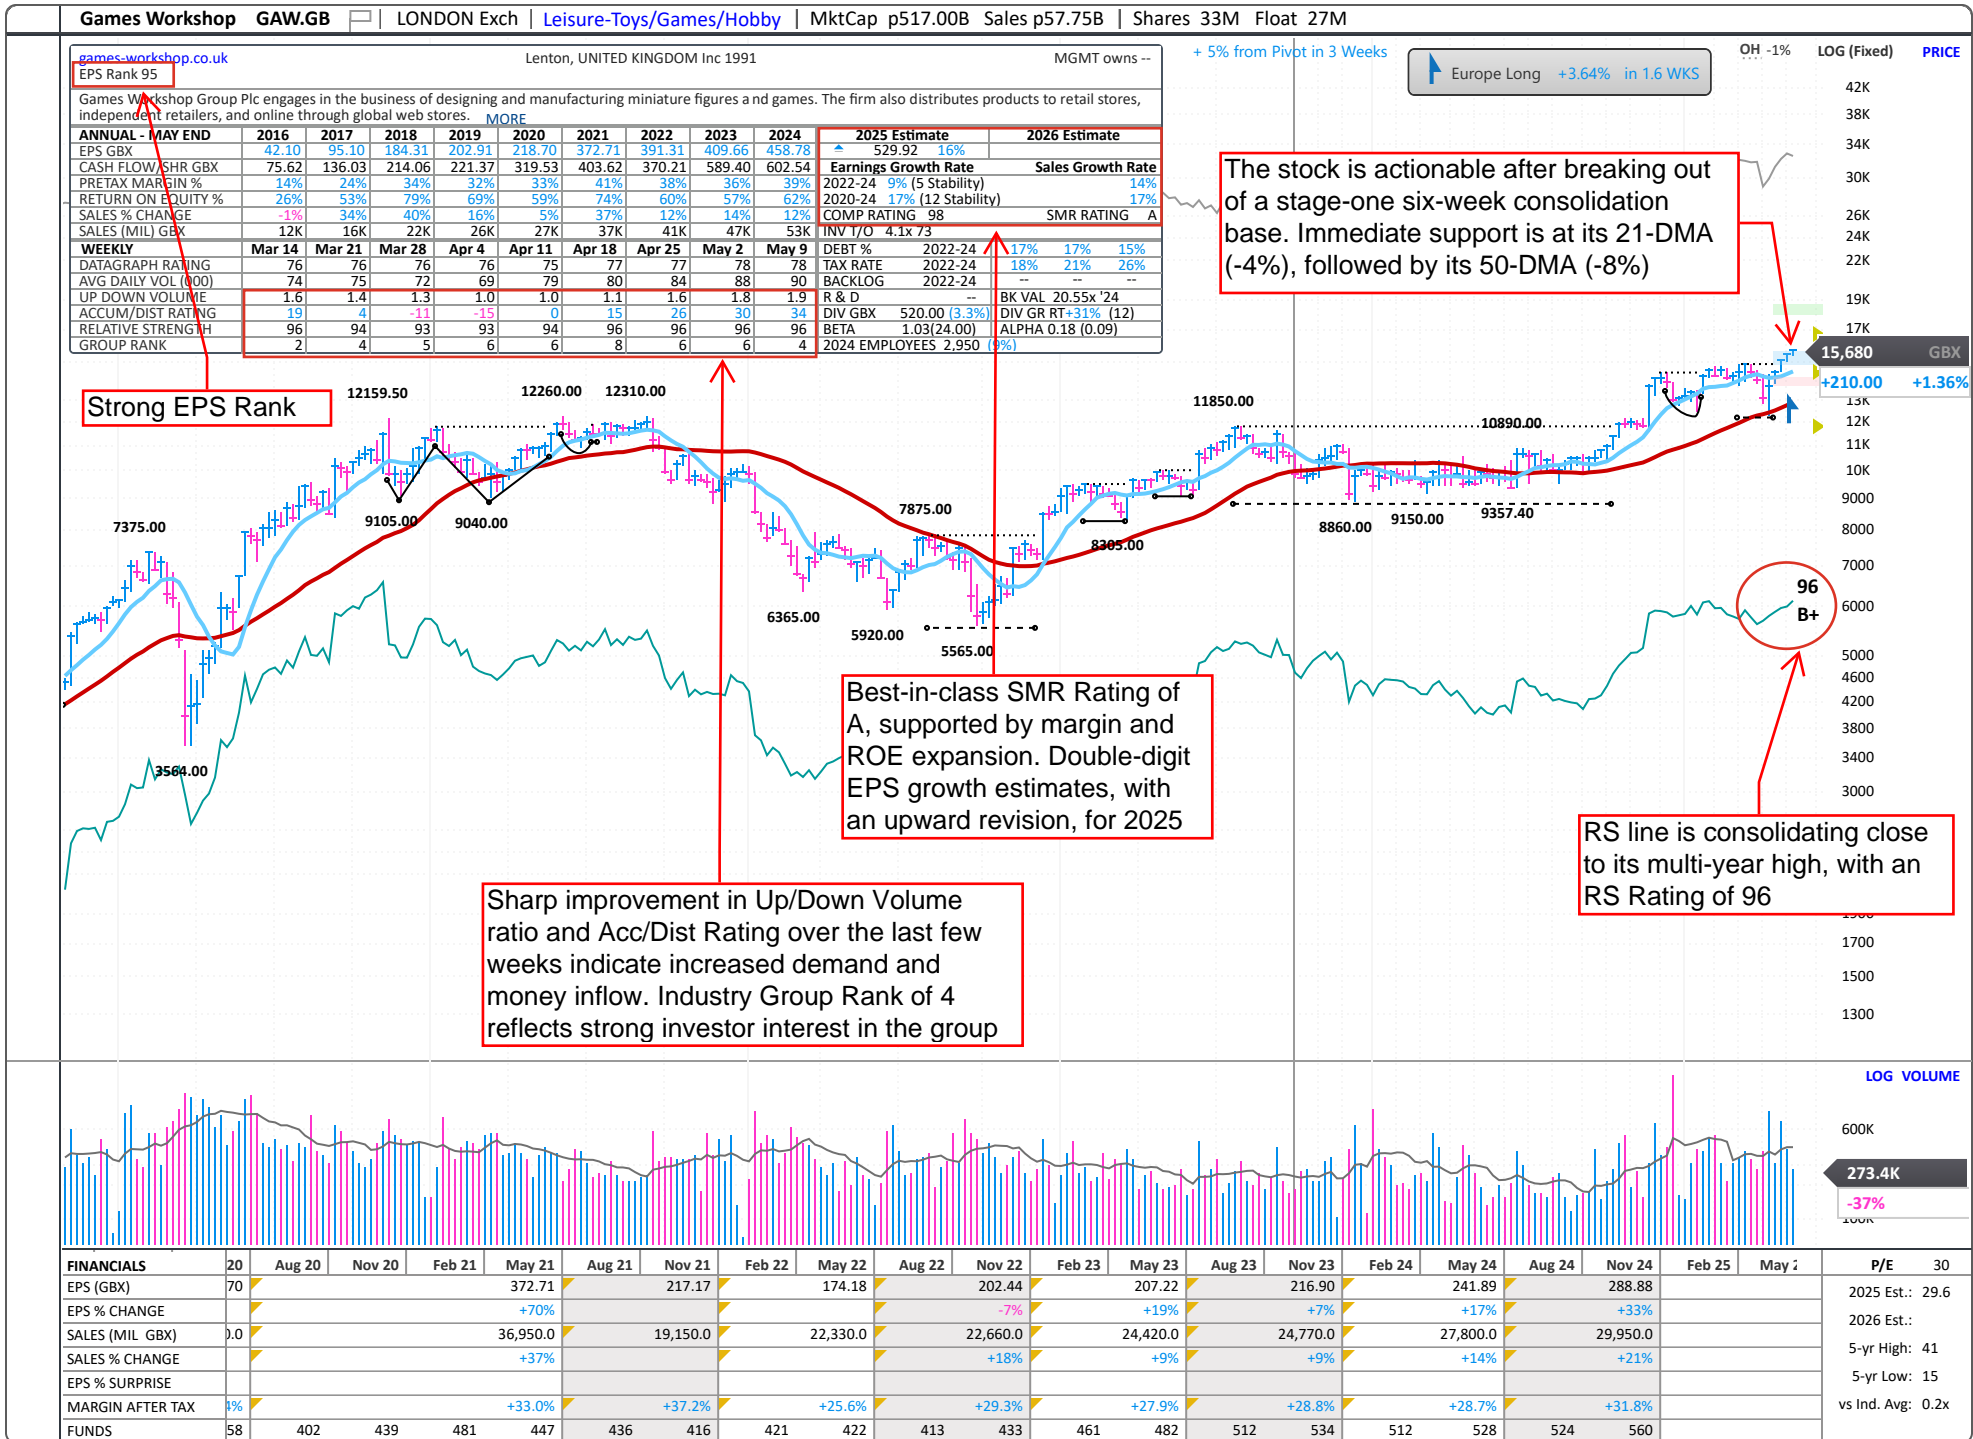 Games Workshop GAW.GB | LONDON Exch | Leisure-Toys/Games/Hobby | MktCap p517.00B Sales p57.75B | Shares 33M Float 27M
games-workshop.co.uk Lenton, UNITED KINGDOM Inc 1991 MGMT owns --
EPS Rank 95
Games Workshop Group Plc engages in the business of designing and manufacturing miniature figures and games. The firm also distributes products to retail stores,
independent retailers, and online through global web stores. MORE
ANNUAL - MAY END 2016 2017 2018 2019 2020 2021 2022 2023 2024 2025 Estimate 2026 Estimate
EPS GBX 42.10 95.10 184.31 202.91 218.70 372.71 391.31 409.66 458.78 529.92 16%
CASH FLOW/SHR GBX 75.62 136.03 214.06 221.37 319.53 403.62 370.21 589.40 602.54 Earnings Growth Rate Sales Growth Rate
PRETAX MARGIN % 14% 24% 34% 32% 33% 41% 38% 36% 39% 2022-24 9% (5 Stability) 14%
RETURN ON EQUITY % 26% 53% 79% 69% 59% 74% 60% 57% 62% 2020-24 17% (12 Stability) 17%
SALES % CHANGE -1% 34% 40% 16% 5% 37% 12% 14% 12% COMP RATING 98 SMR RATING A
SALES (MIL) GBX 12K 16K 22K 26K 27K 37K 41K 47K 53K INV T/O 4.1x 73
WEEKLY Mar 14 Mar 21 Mar 28 Apr 4 Apr 11 Apr 18 Apr 25 May 2 May 9 DEBT % 2022-24 17% 17% 15%
DATAGRAPH RATING 76 76 76 76 75 77 77 78 78 TAX RATE 2022-24 18% 21% 26%
AVG DAILY VOL (000) 74 75 72 69 79 80 84 88 90 BACKLOG 2022-24 -- -- --
UP DOWN VOLUME 1.6 1.4 1.3 1.0 1.0 1.1 1.6 1.8 1.9 R & D -- BK VAL 20.55x '24
ACCUM/DIST RATING 19 4 -11 -15 0 15 26 30 34 DIV GBX 520.00 (3.3%) DIV GR RT +31% (12)
RELATIVE STRENGTH 96 94 93 93 94 96 96 96 96 BETA 1.03(24.00) ALPHA 0.18 (0.09)
GROUP RANK 2 4 5 6 6 8 6 6 4 2024 EMPLOYEES 2,950 (9%)
+ 5% from Pivot in 3 Weeks
Europe Long +3.64% in 1.6 WKS
OH -1% LOG (Fixed) PRICE
42K
38K
34K
30K
26K
24K
22K
19K
17K
15,680 GBX
+210.00 +1.36%
13K
12K
11K
10K
9000
8000
7000
6000
5000
4600
4200
3800
3400
3000
1700
1500
1300
The stock is actionable after breaking out
of a stage-one six-week consolidation
base. Immediate support is at its 21-DMA
(-4%), followed by its 50-DMA (-8%)
Strong EPS Rank
12159.50
12260.00
12310.00
11850.00
10890.00
7375.00
9105.00
9040.00
7875.00
8305.00
8860.00
9150.00
9357.40
6365.00
5920.00
5565.00
3564.00
96
B+
Best-in-class SMR Rating of
A, supported by margin and
ROE expansion. Double-digit
EPS growth estimates, with
an upward revision, for 2025
RS line is consolidating close
to its multi-year high, with an
RS Rating of 96
Sharp improvement in Up/Down Volume
ratio and Acc/Dist Rating over the last few
weeks indicate increased demand and
money inflow. Industry Group Rank of 4
reflects strong investor interest in the group
LOG VOLUME
600K
273.4K
-37%
FINANCIALS 20 Aug 20 Nov 20 Feb 21 May 21 Aug 21 Nov 21 Feb 22 May 22 Aug 22 Nov 22 Feb 23 May 23 Aug 23 Nov 23 Feb 24 May 24 Aug 24 Nov 24 Feb 25 May P/E 30
EPS (GBX) 70 372.71 217.17 174.18 202.44 207.22 216.90 241.89 288.88 2025 Est.: 29.6
EPS % CHANGE +70% -7% +19% +7% +17% +33% 2026 Est.:
SALES (MIL GBX) 0.0 36,950.0 19,150.0 22,330.0 22,660.0 24,420.0 24,770.0 27,800.0 29,950.0 5-yr High: 41
SALES % CHANGE +37% +18% +9% +9% +14% +21% 5-yr Low: 15
EPS % SURPRISE
MARGIN AFTER TAX 4% +33.0% +37.2% +25.6% +29.3% +27.9% +28.8% +28.7% +31.8% vs Ind. Avg: 0.2x
FUNDS 58 402 439 481 447 436 416 421 422 413 433 461 482 512 534 512 528 524 560